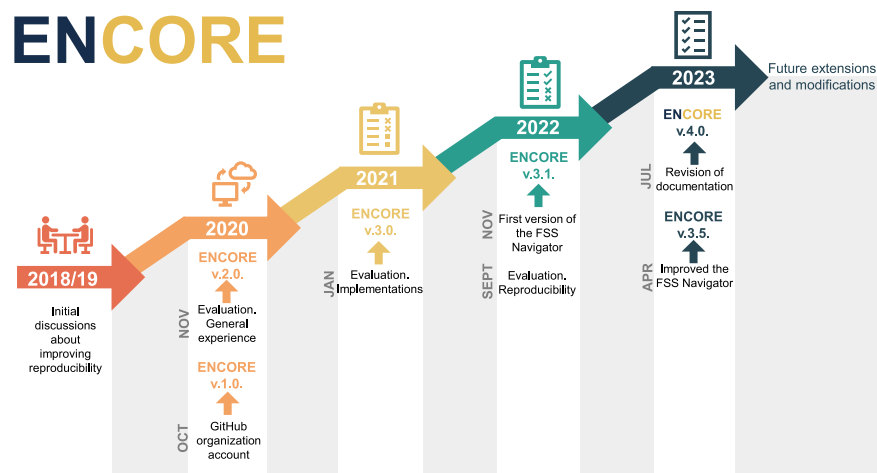 ENCORE
2018/19
Initial
discussions
about
improving
reproducibility
2020
ENCORE
v.2.0.
NOV
Evaluation.
General
experience
ENCORE
v.1.0.
OCT
GitHub
organization
account
2021
ENCORE
v.3.0.
JAN
Evaluation.
Implementations
2022
ENCORE
v.3.1.
NOV
First version of
the FSS
Navigator
SEPT
Evaluation.
Reproducibility
2023
ENCORE
v.4.0.
JUL
Revision of
documentation
ENCORE
v.3.5.
APR
Improved the
FSS Navigator
Future extensions
and modifications